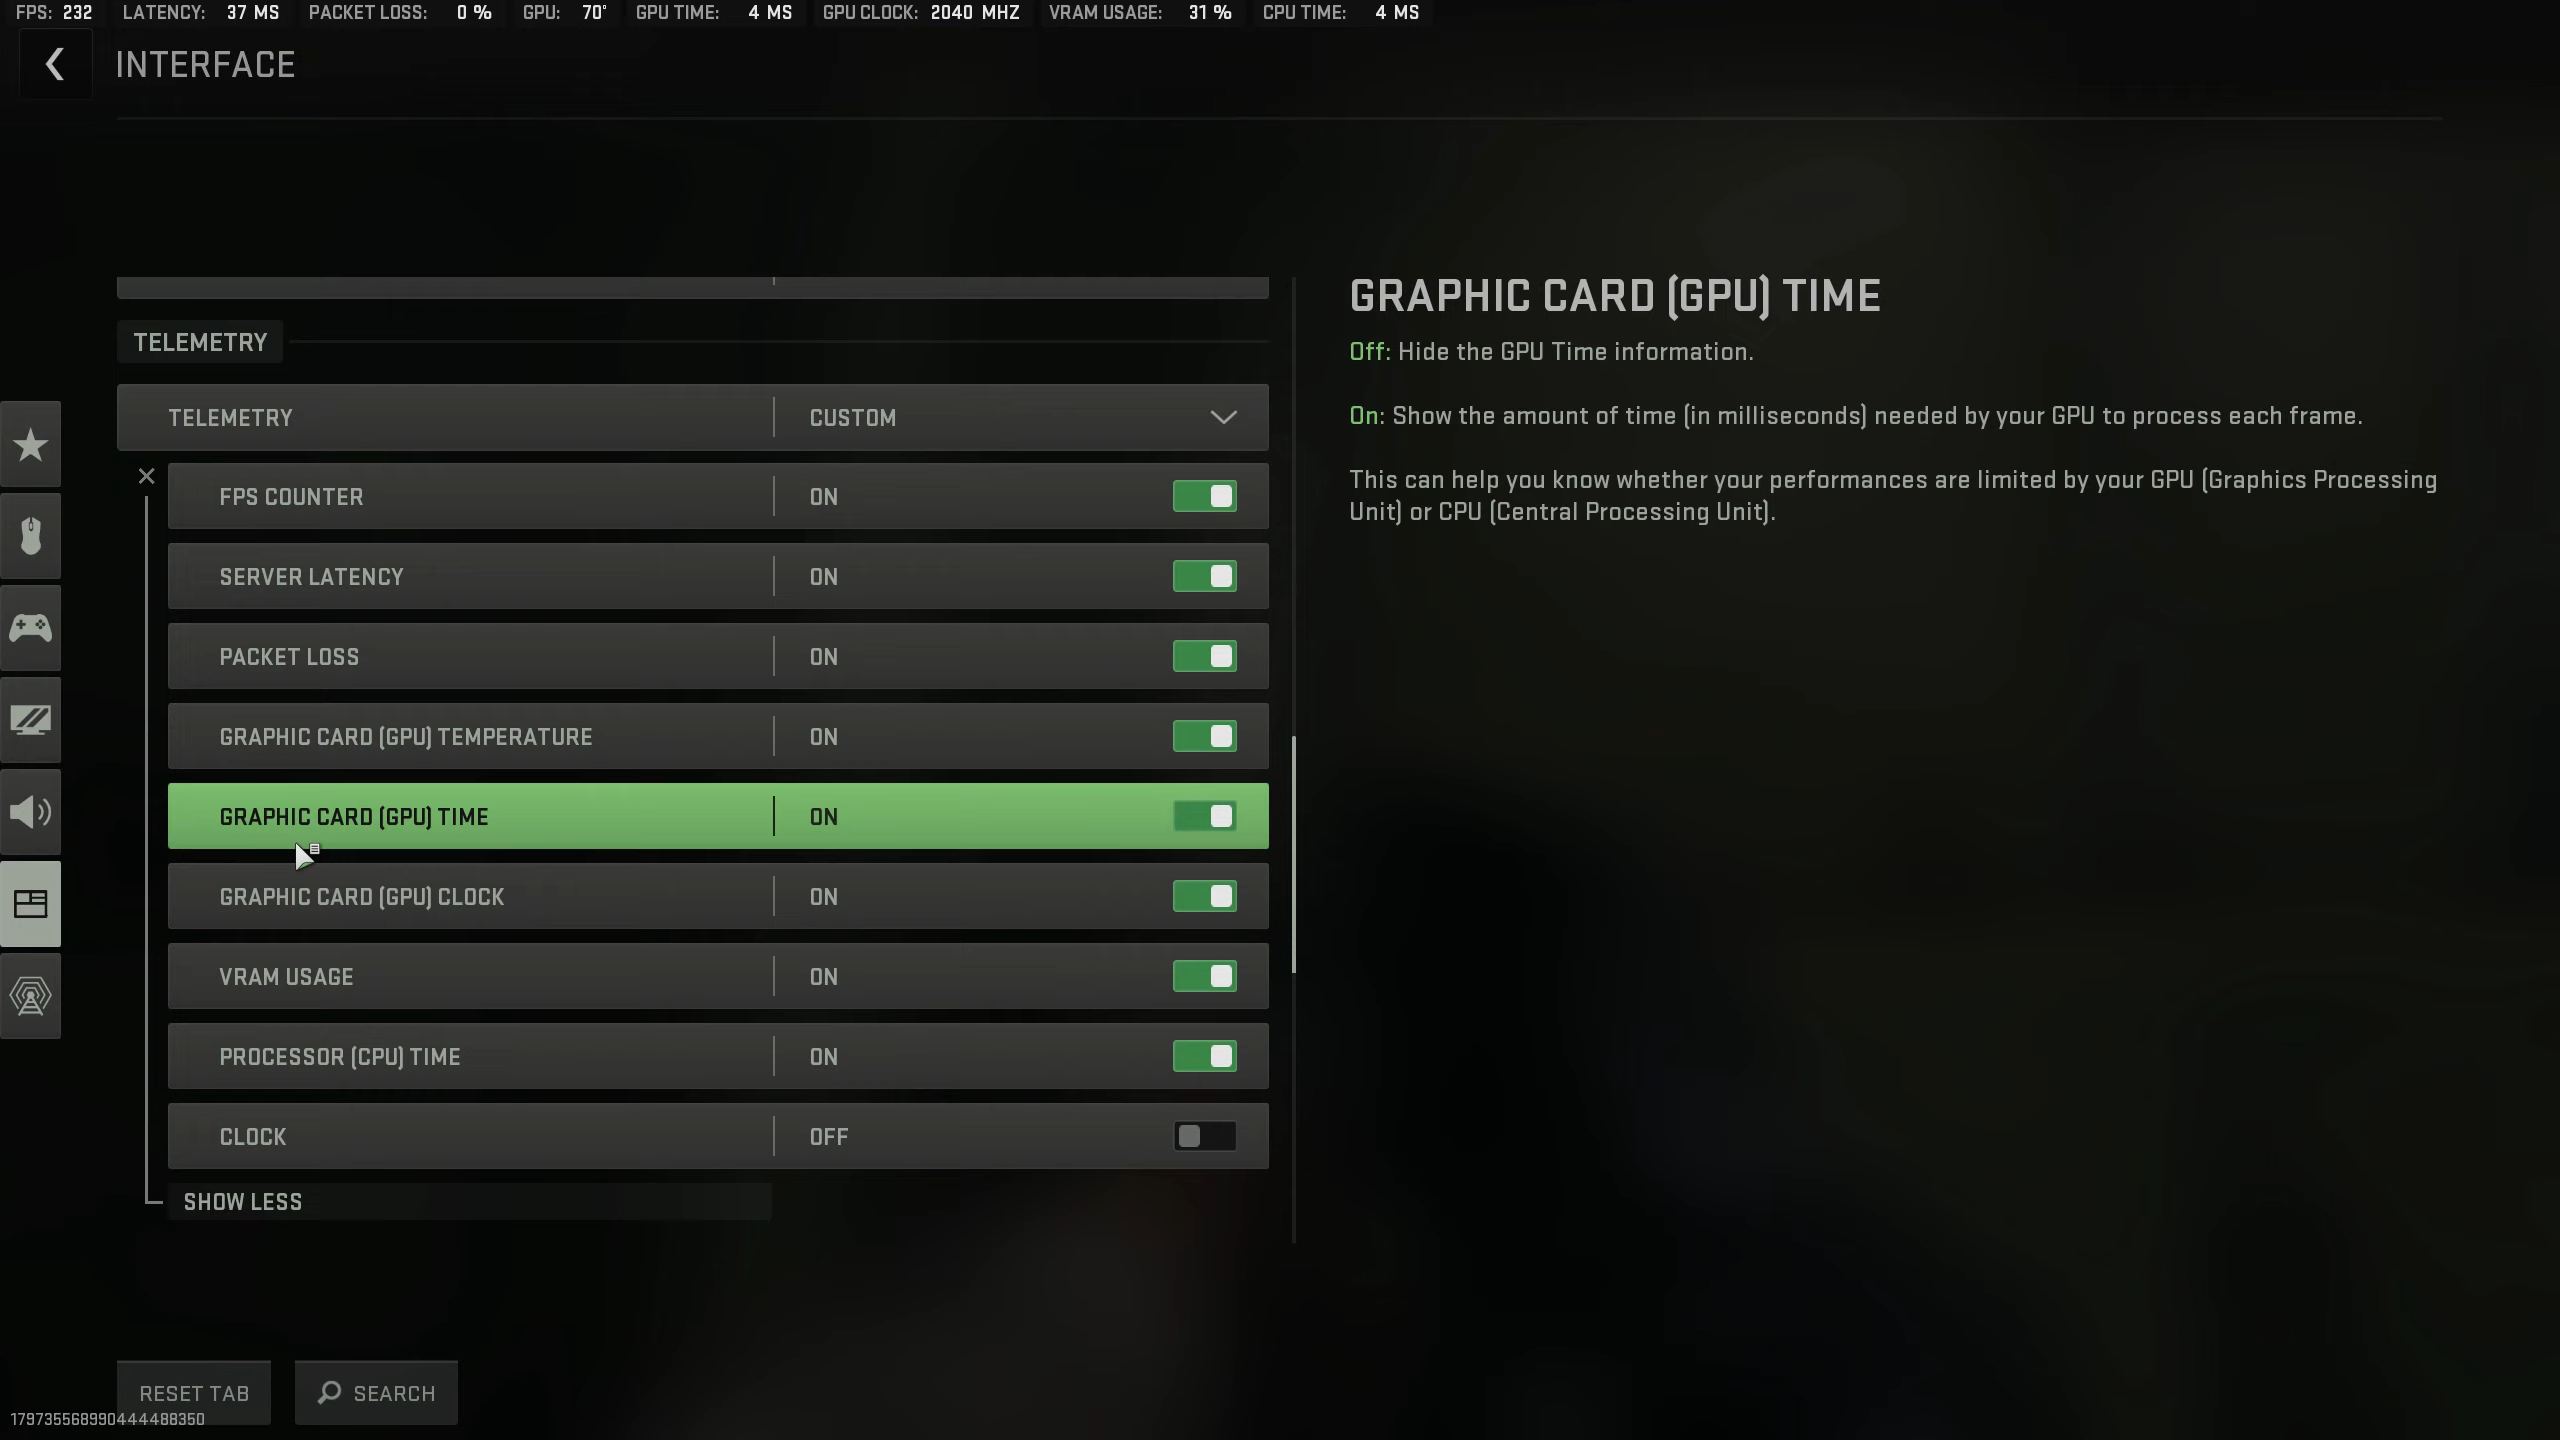 FPS: 232 LATENCY: 37 MS PACKET LOSS: 0 % GPU: 70° GPU TIME: 4 MS GPU CLOCK: 2040 MHZ VRAM USAGE: 31 % CPU TIME: 4 MS
INTERFACE
TELEMETRY
TELEMETRY CUSTOM
FPS COUNTER ON
SERVER LATENCY ON
PACKET LOSS ON
GRAPHIC CARD (GPU) TEMPERATURE ON
GRAPHIC CARD (GPU) TIME ON
GRAPHIC CARD (GPU) CLOCK ON
VRAM USAGE ON
PROCESSOR (CPU) TIME ON
CLOCK OFF
SHOW LESS
GRAPHIC CARD (GPU) TIME
Off: Hide the GPU Time information.
On: Show the amount of time (in milliseconds) needed by your GPU to process each frame.
This can help you know whether your performances are limited by your GPU (Graphics Processing
Unit) or CPU (Central Processing Unit).
RESET TAB SEARCH
179735568990444488350